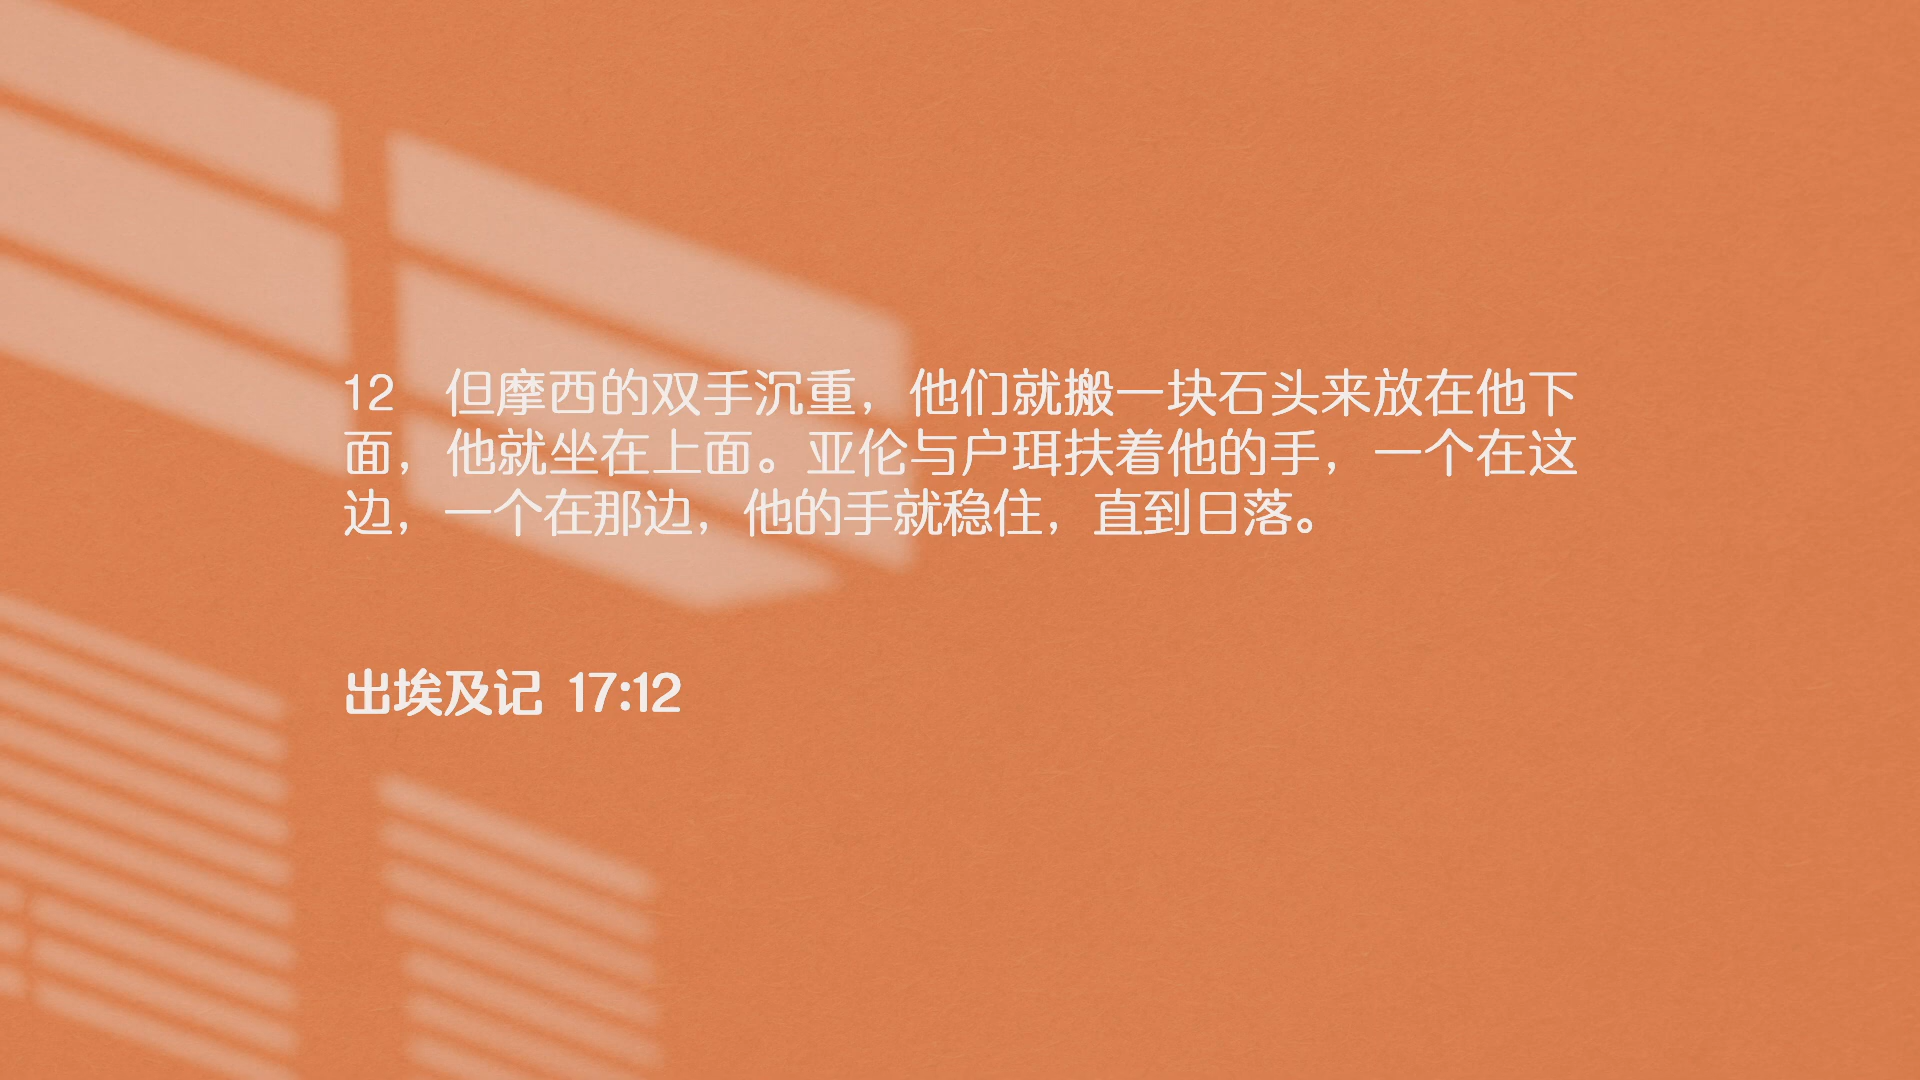 12 但摩西的双手沉重，他们就搬一块石头来放在他下
面，他就坐在上面。亚伦与户珥扶着他的手，一个在这
边，一个在那边，他的手就稳住，直到日落。
出埃及记 17:12